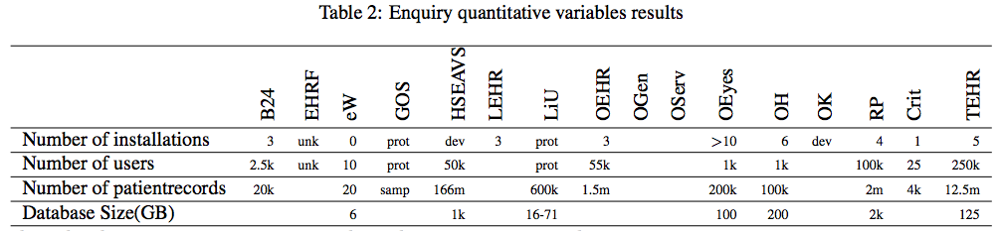 Table 2: Enquiry quantitative variables results
B24 EHRF eW GOS HSEAVS LEHR LiU OEHR OGen OServ OEyes OH OK RP Crit TEHR
Number of installations 3 unk 0 prot dev 3 prot 3 >10 6 dev 4 1 5
Number of users 2.5k unk 10 prot 50k prot 55k 1k 1k 100k 25 250k
Number of patientrecords 20k 20 samp 166m 600k 1.5m 200k 100k 2m 4k 12.5m
Database Size(GB) 6 1k 16-71 100 200 2k 125